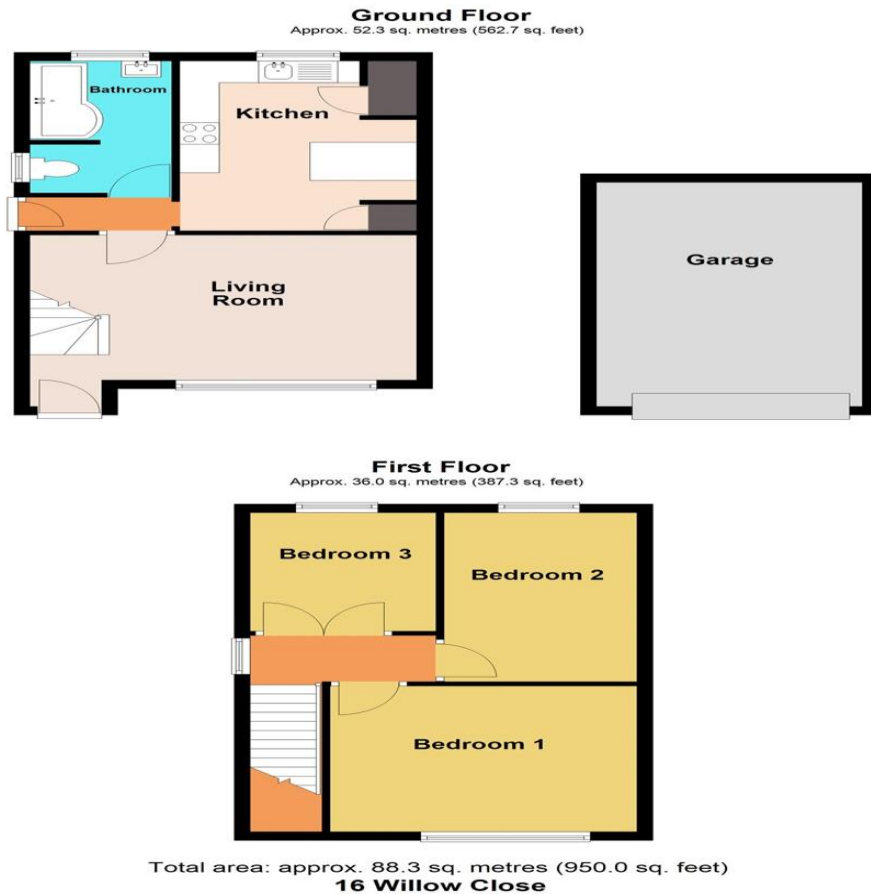 Ground Floor
Approx. 52.3 sq. metres (562.7 sq. feet)
Bathroom
Kitchen
Living
Room
Garage
First Floor
Approx. 36.0 sq. metres (387.3 sq. feet)
Bedroom 3
Bedroom 2
Bedroom 1
Total area: approx. 88.3 sq. metres (950.0 sq. feet)
16 Willow Close